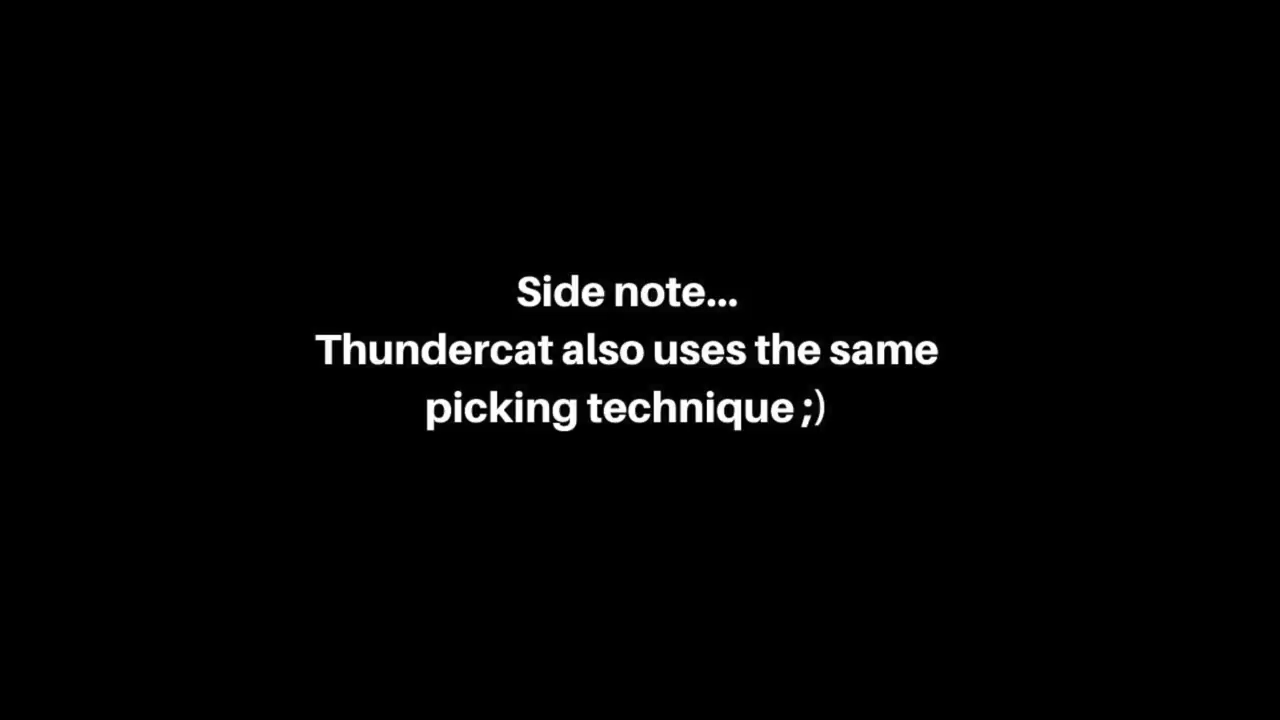 Side note...
Thundercat also uses the same
picking technique ;)